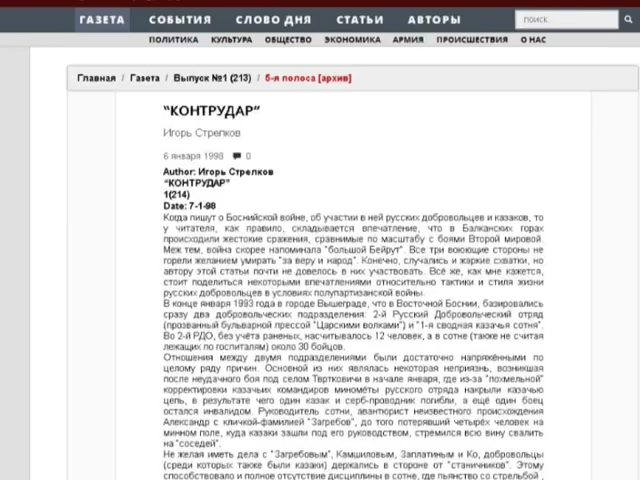 ГАЗЕТА СОБЫТИЯ СЛОВО ДНЯ СТАТЬИ АВТОРЫ поиск
ПОЛИТИКА КУЛЬТУРА ОБЩЕСТВО ЭКОНОМИКА АРМИЯ ПРОИСШЕСТВИЯ О НАС
Главная / Газета / Выпуск №1 (213) / 5-я полоса [архив]
"КОНТРУДАР"
Игорь Стрелков
6 января 1998 0
Author: Игорь Стрелков
"КОНТРУДАР"
1(214)
Date: 7-1-98
Когда пишут о Боснийской войне, об участии в ней русских добровольцев и казаков, то
у читателя, как правило, складывается впечатление, что в Балканских горах
происходили жестокие сражения, сравнимые по масштабу с боями Второй мировой.
Меж тем, война скорее напоминала "большой Бейрут". Все три воюющие стороны не
горели желанием умирать "за веру и народ". Конечно, случались и жаркие схватки, но
автору этой статьи почти не довелось в них участвовать. Всё же, как мне кажется,
стоит поделиться некоторыми впечатлениями относительно тактики и стиля жизни
русских добровольцев в условиях полупартизанской войны.
В конце января 1993 года в городе Вышеграде, что в Восточной Боснии, базировались
сразу два добровольческих подразделения: 2-й Русский Добровольческий отряд
(прозванный бульварной прессой "Царскими волками") и "1-я сводная казачья сотня".
Во 2-й РДО, без учёта раненых, насчитывалось 12 человек, а в сотне (также не считая
лежащих по госпиталям) около 30 бойцов.
Отношения между двумя подразделениями были достаточно напряжёнными по
целому ряду причин. Основной из них являлась некоторая неприязнь, возникшая
после неудачного боя под селом Твртковичи в начале января, где из-за "похмельной"
корректировки казачьих командиров миномёты русского отряда накрыли казачью
цепь, в результате чего один казак и серб-проводник погибли, а ещё один боец
остался инвалидом. Руководитель сотни, авантюрист неизвестного происхождения
Александр с кличкой-фамилией "Загребов", до того потерявший четырёх человек на
минном поле, куда казаки зашли под его руководством, стремился всю вину свалить
на "соседей".
Не желая иметь дела с "Загребовым", Камшиловым, Заплатиным и Ко, добровольцы
(среди которых также были казаки) держались в стороне от "станичников". Этому
способствовало и полное отсутствие дисциплины в сотне, где пьянство со стрельбой ,